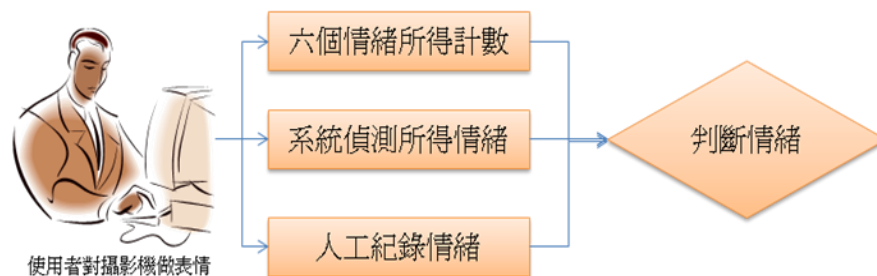 六個情緒所得計數
系統偵測所得情緒
判斷情緒
人工紀錄情緒
使用者對攝影機做表情